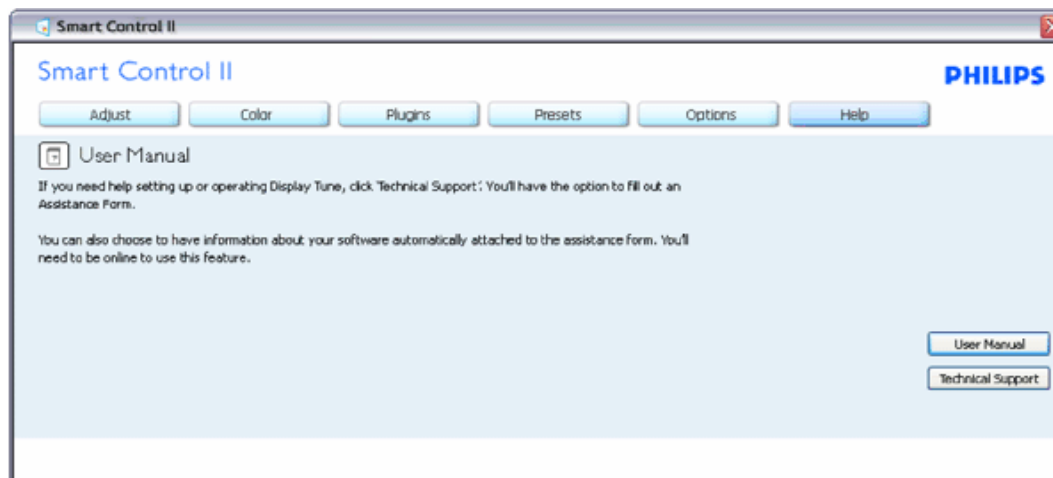 Smart Control II
Smart Control II
PHILIPS
Adjust Color Plugins Presets Options Help
User Manual
If you need help setting up or operating Display Tune, click 'Technical Support'. You'll have the option to fill out an
Assistance Form.
You can also choose to have information about your software automatically attached to the assistance form. You'll
need to be online to use this feature.
User Manual
Technical Support